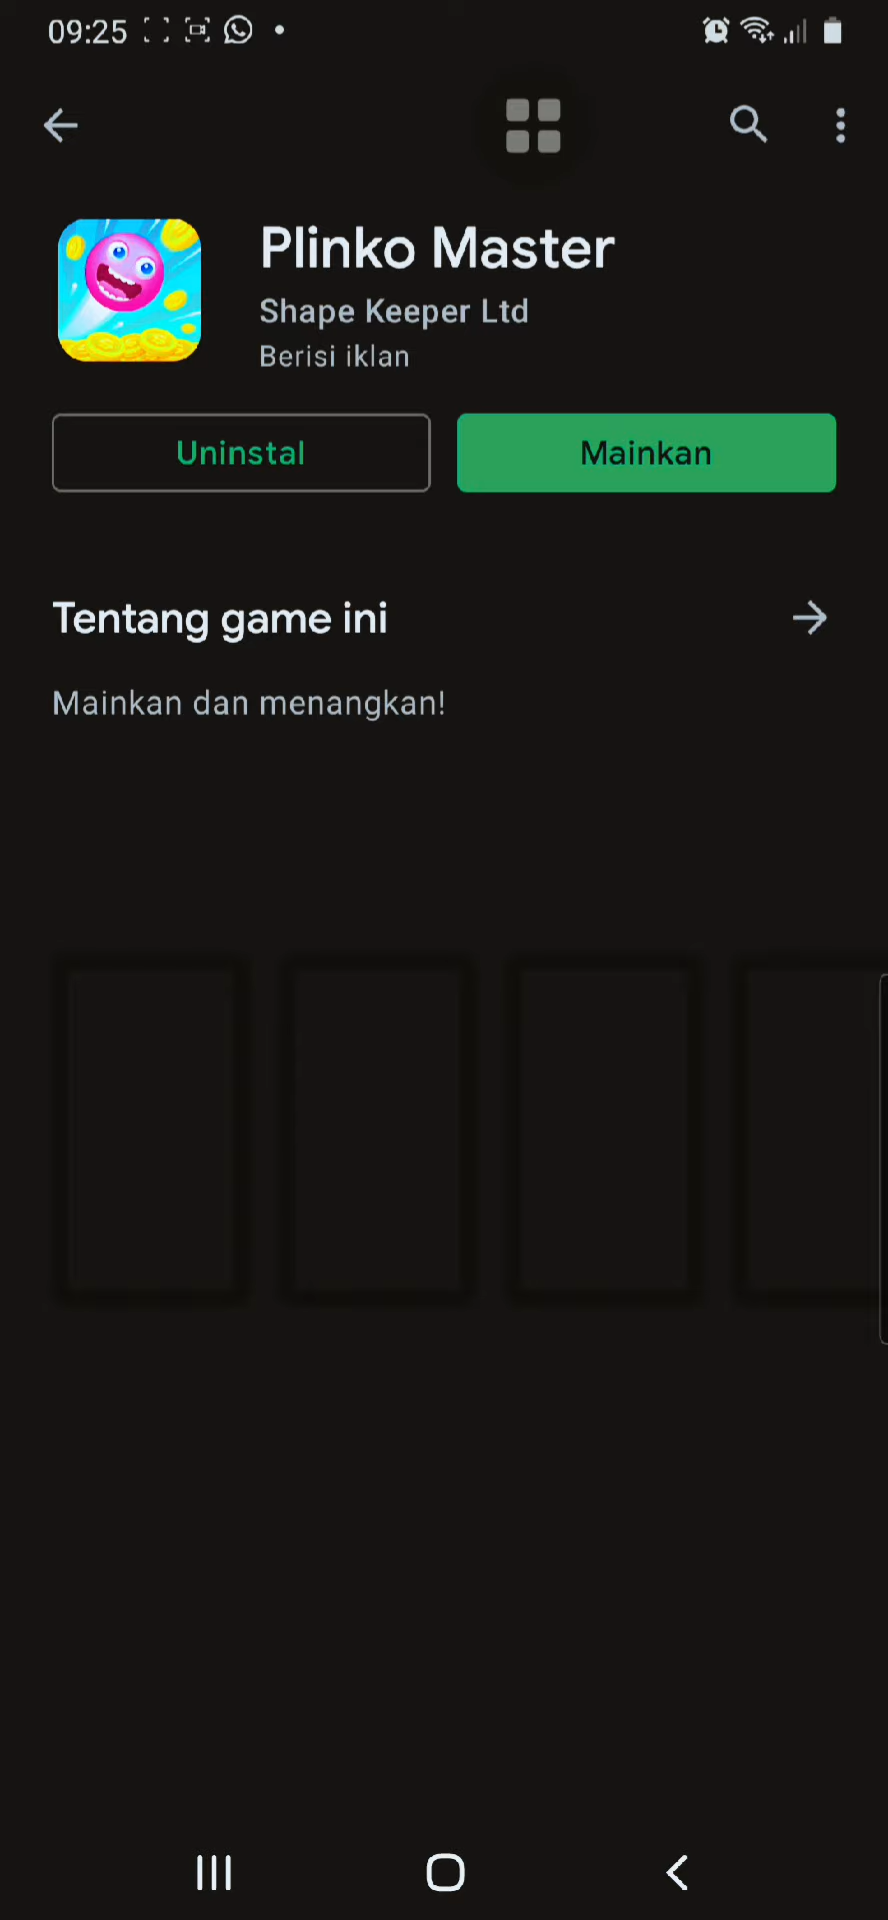 09:25
Plinko Master
Shape Keeper Ltd
Berisi iklan
Uninstal
Mainkan
Tentang game ini
Mainkan dan menangkan!